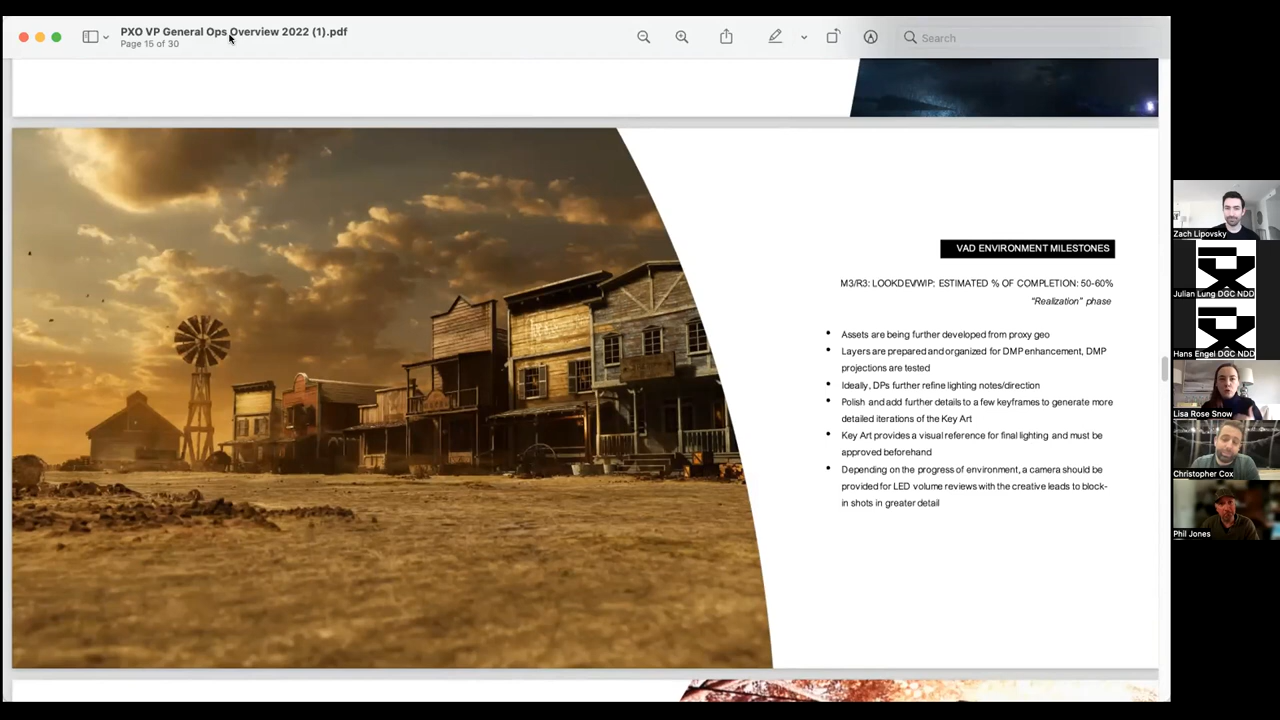 PXO VP General Ops Overview 2022 (1).pdf
Page 15 of 30
Search
VAD ENVIRONMENT MILESTONES
M3/R3: LOOKDEV/WIP; ESTIMATED % OF COMPLETION: 50-60%
"Realization" phase
• Assets are being further developed from proxy geo
• Layers are prepared and organized for DMP enhancement, DMP
projections are tested
• Ideally, DPs further refine lighting notes/direction
• Polish and add further details to a few keyframes to generate more
detailed iterations of the Key Art
• Key Art provides a visual reference for final lighting and must be
approved beforehand
• Depending on the progress of environment, a camera should be
provided for LED volume reviews with the creative leads to block-
in shots in greater detail
Zach Lipovsky
Julian Lung DGC NDD
Hans Engel DGC NDD
Lisa Rose Snow
Christopher Cox
Phil Jones